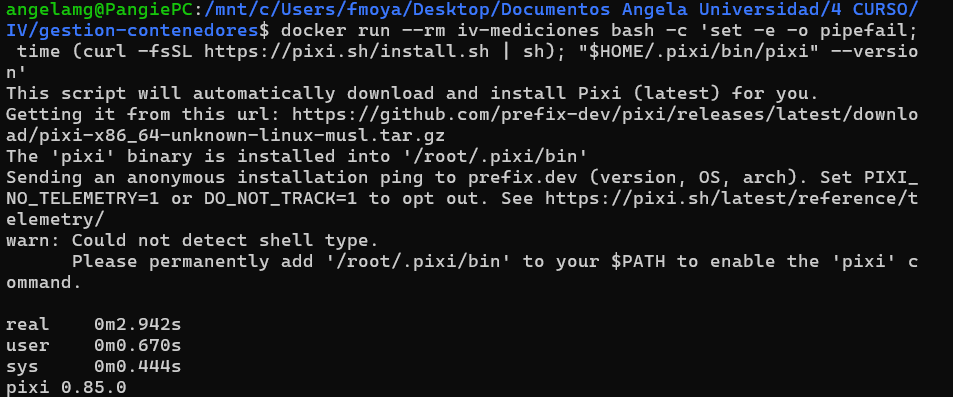 angelamg@PangiePC:/mnt/c/Users/fmoya/Desktop/Documentos Angela Universidad/4 CURSO/
IV/gestion-contenedores$ docker run --rm iv-mediciones bash -c 'set -e -o pipefail;
 time (curl -fsSL https://pixi.sh/install.sh | sh); "$HOME/.pixi/bin/pixi" --versio
n'
This script will automatically download and install Pixi (latest) for you.
Getting it from this url: https://github.com/prefix-dev/pixi/releases/latest/downlo
ad/pixi-x86_64-unknown-linux-musl.tar.gz
The 'pixi' binary is installed into '/root/.pixi/bin'
Sending an anonymous installation ping to prefix.dev (version, OS, arch). Set PIXI_
NO_TELEMETRY=1 or DO_NOT_TRACK=1 to opt out. See https://pixi.sh/latest/reference/t
elemetry/
warn: Could not detect shell type.
      Please permanently add '/root/.pixi/bin' to your $PATH to enable the 'pixi' c
ommand.

real    0m2.942s
user    0m0.670s
sys     0m0.444s
pixi 0.85.0